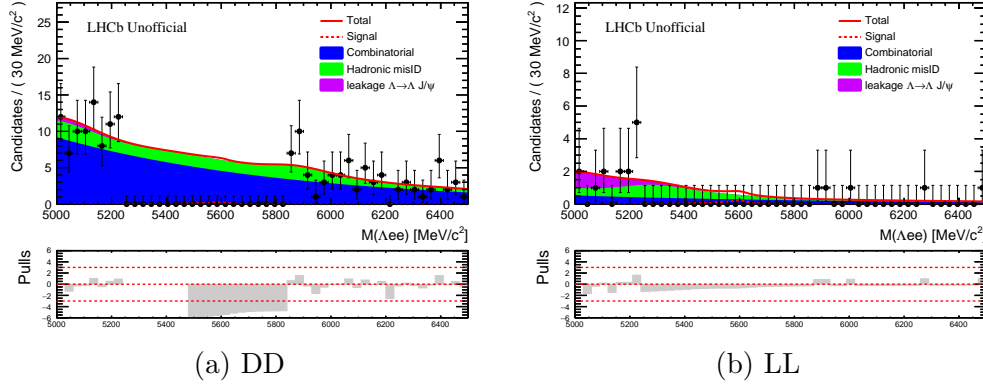 LHCb Unofficial
Total
Signal
Combinatorial
Hadronic misID
leakage Λ→Λ J/ψ
Candidates / ( 30 MeV/c²)
25
20
15
10
5
0
5000 5200 5400 5600 5800 6000 6200 6400
M(Λee) [MeV/c²]
Pulls
6
4
2
0
−2
−4
−6
5000 5200 5400 5600 5800 6000 6200 6400
(a) DD
LHCb Unofficial
Total
Signal
Combinatorial
Hadronic misID
leakage Λ→Λ J/ψ
Candidates / ( 30 MeV/c²)
12
10
8
6
4
2
0
5000 5200 5400 5600 5800 6000 6200 6400
M(Λee) [MeV/c²]
Pulls
6
4
2
0
−2
−4
−6
5000 5200 5400 5600 5800 6000 6200 6400
(b) LL